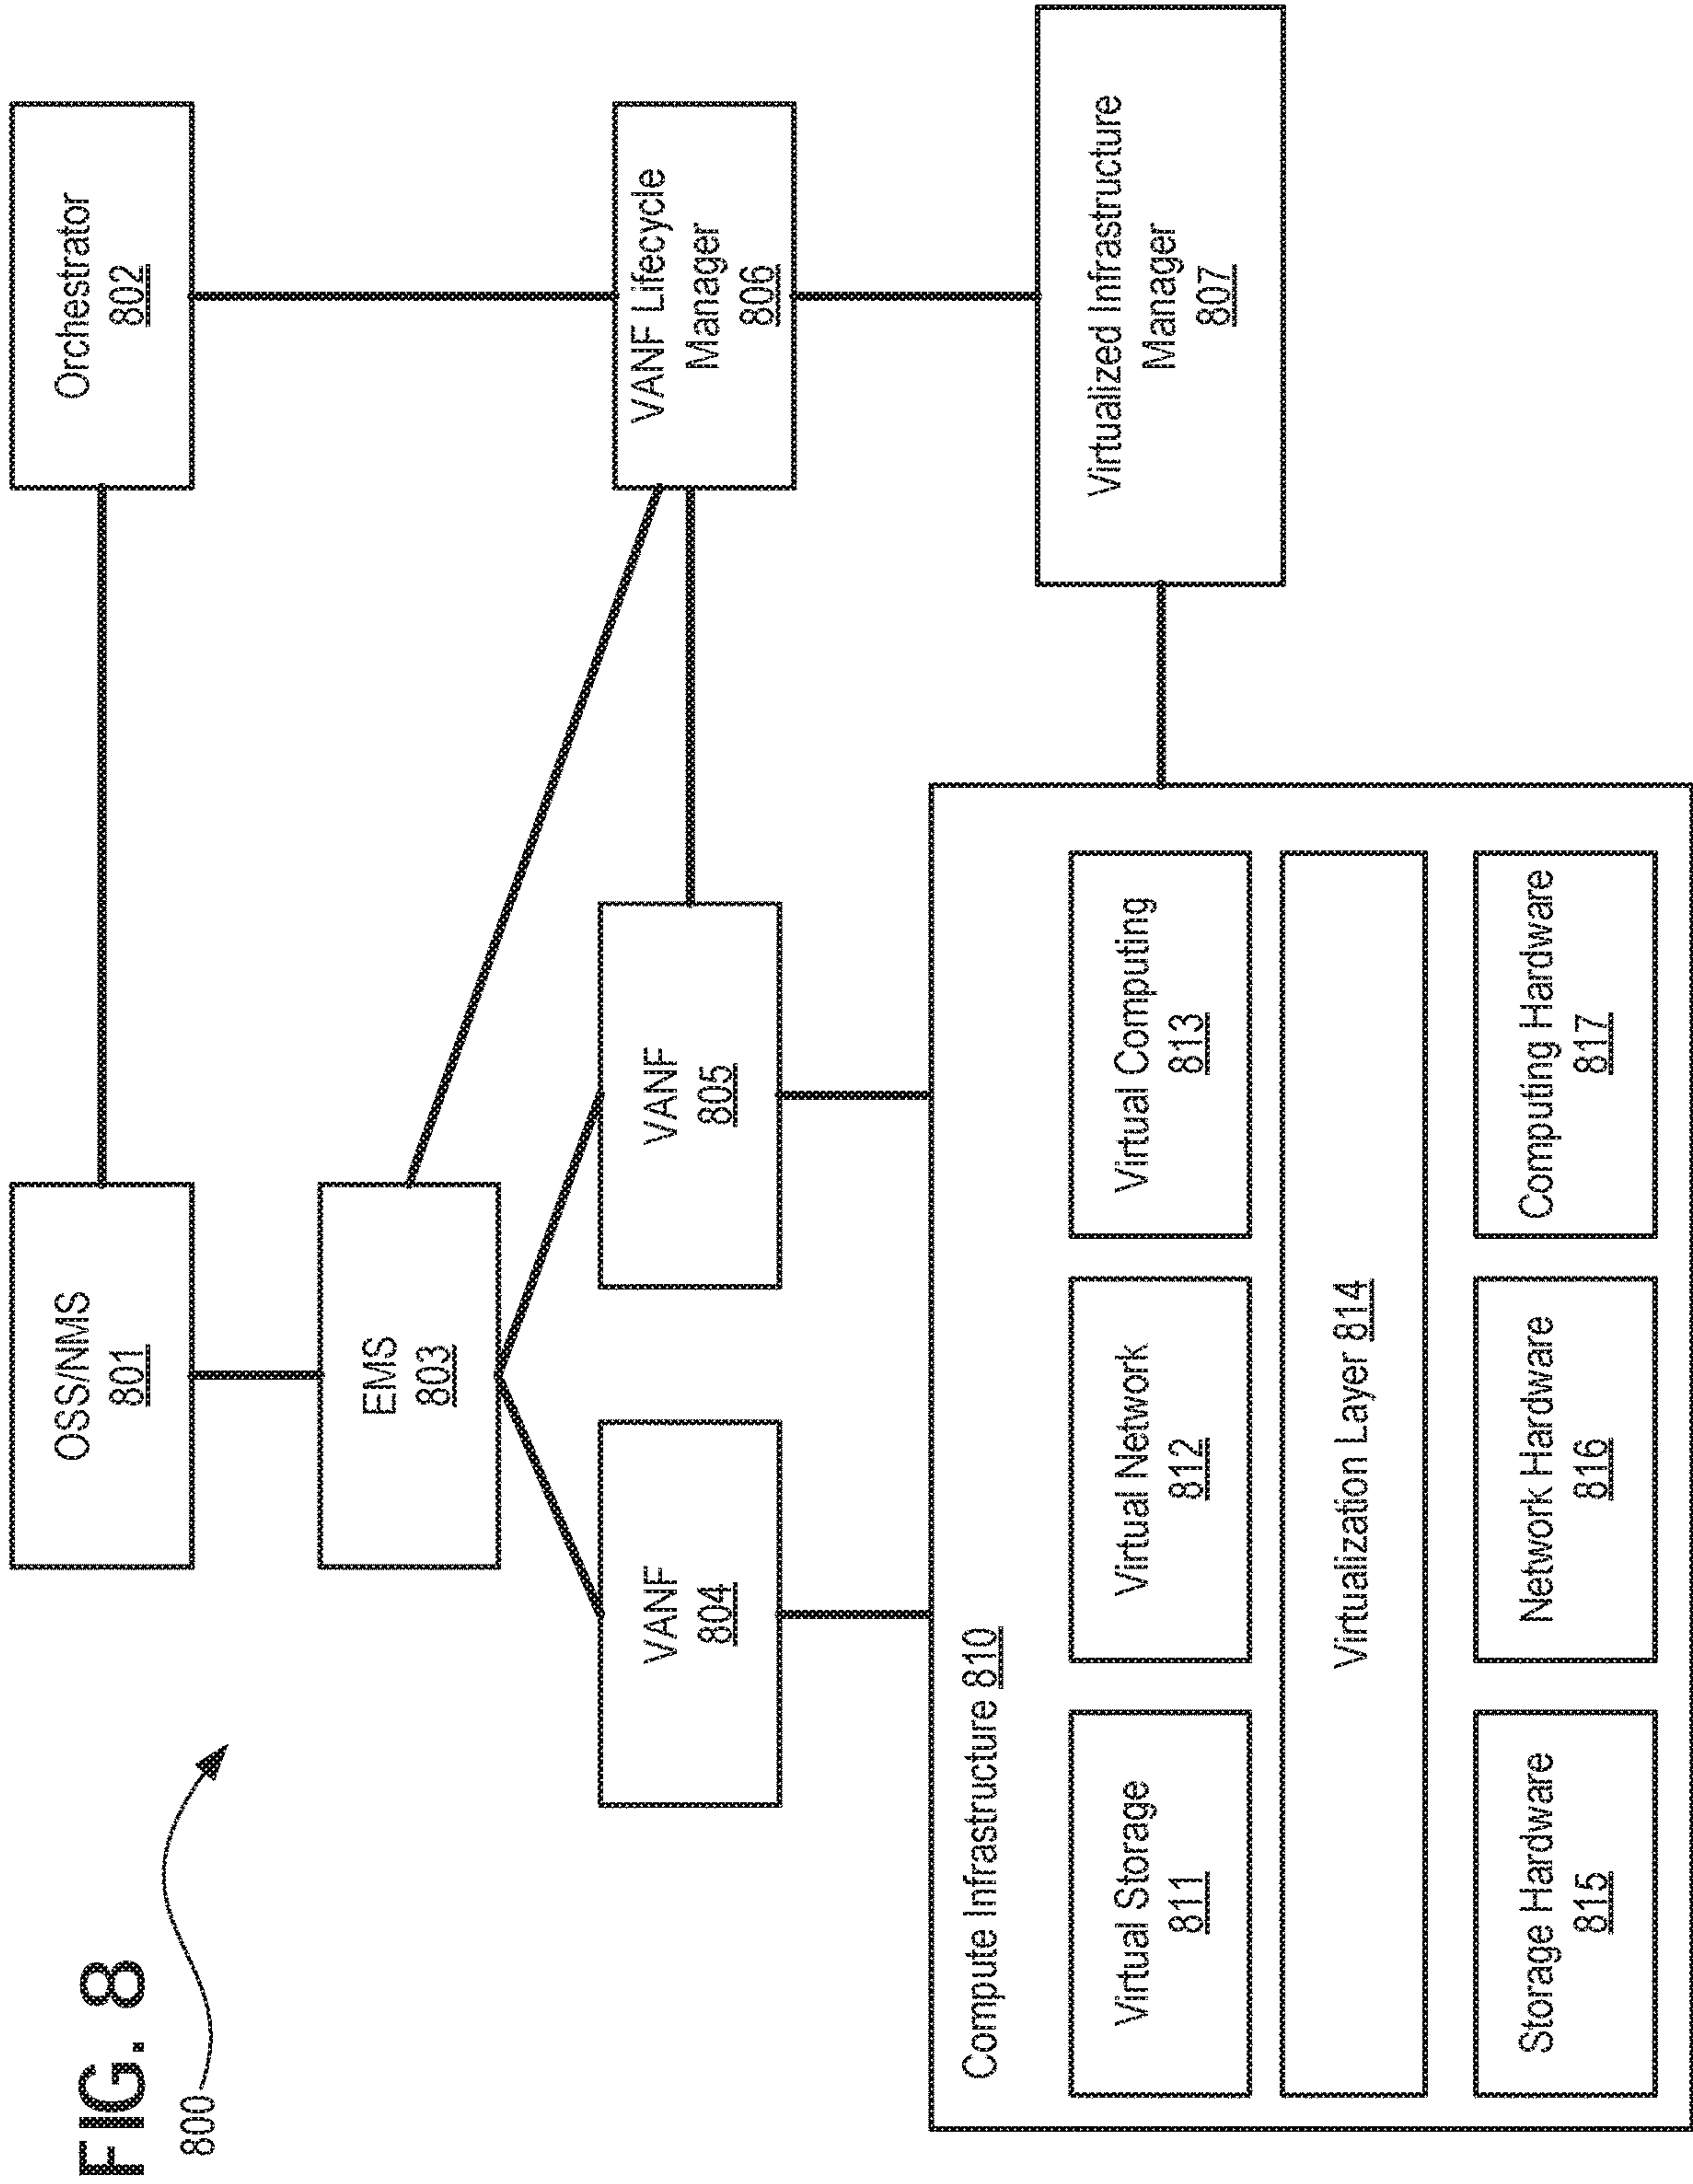 FIG. 8
800
OSS/NMS
801
Orchestrator
802
EMS
803
VANF
804
VANF
805
VANF Lifecycle
Manager
806
Compute Infrastructure 810
Virtual Storage
811
Virtual Network
812
Virtual Computing
813
Virtualization Layer 814
Storage Hardware
815
Network Hardware
816
Computing Hardware
817
Virtualized Infrastructure
Manager
807